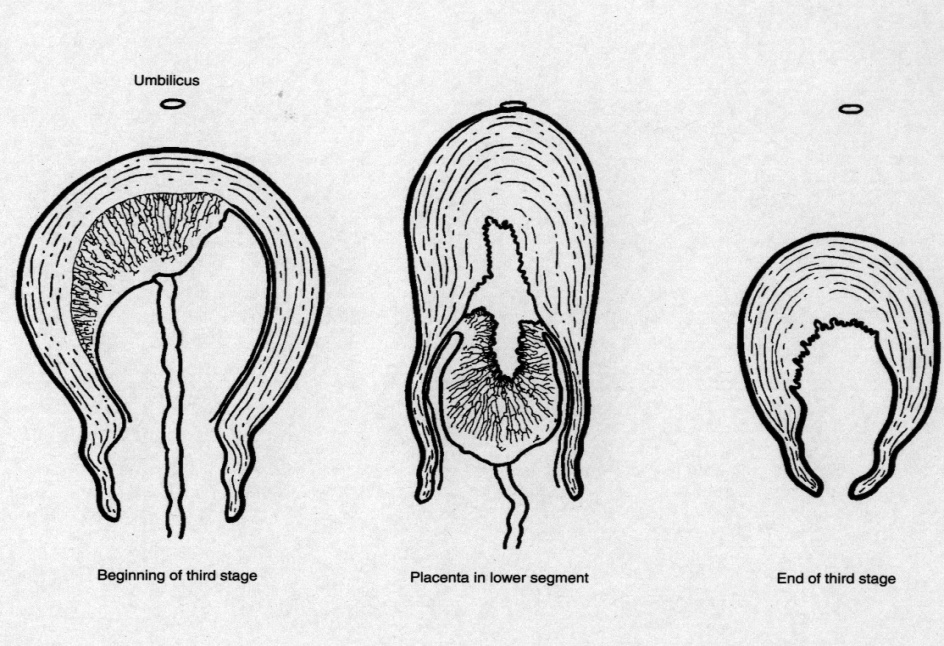 Umbilicus
Beginning of third stage
Placenta in lower segment
End of third stage